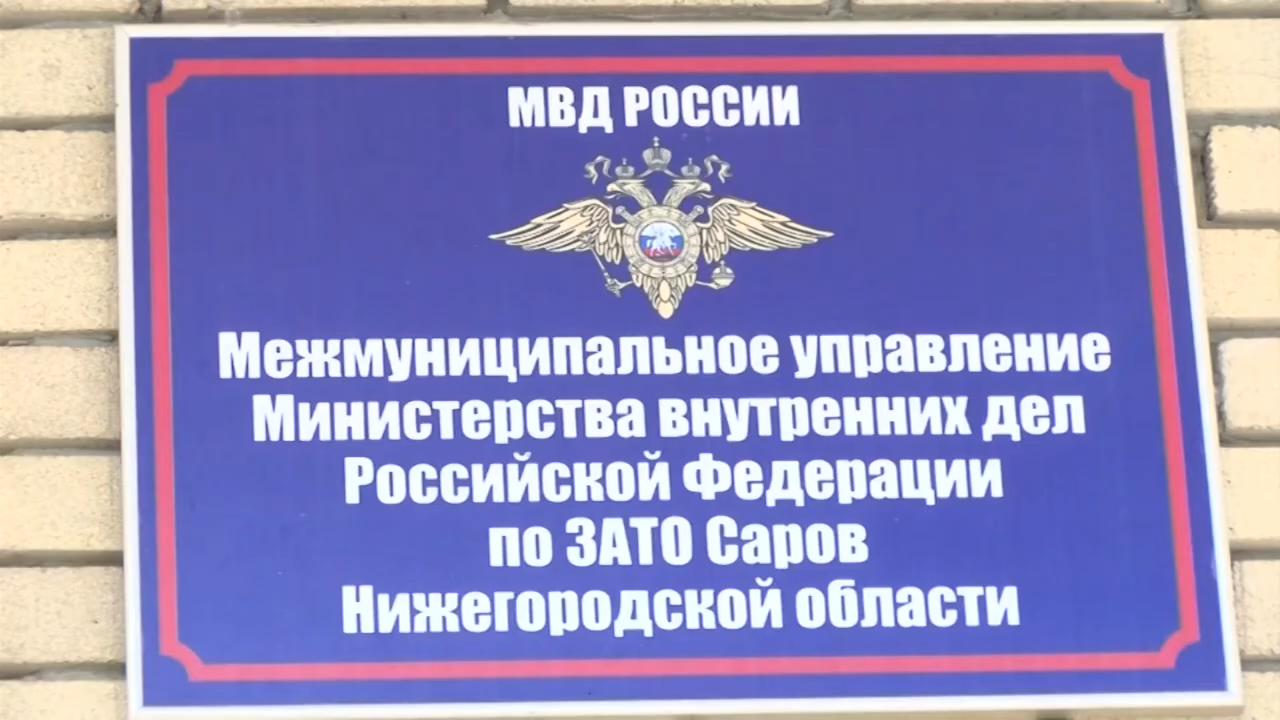 МВД РОССИИ
Межмуниципальное управление
Министерства внутренних дел
Российской Федерации
по ЗАТО Саров
Нижегородской области